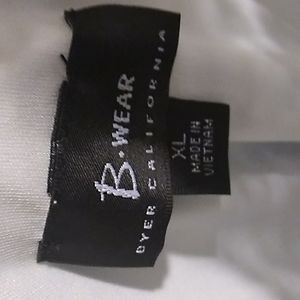 B·WEAR
DYER CALIFORNIA
XL
MADE IN
VIETNAM